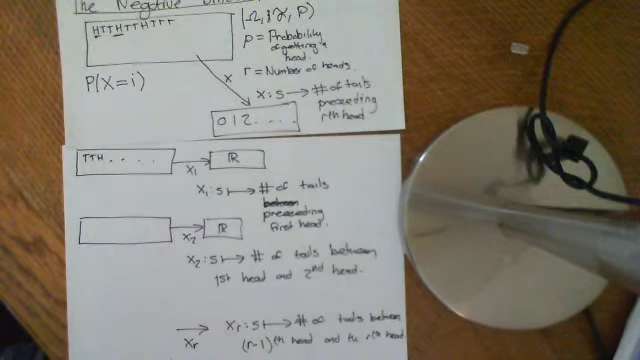 The Negative
HTTHTTHTTT
(Ω, F, P)
P = Probability
of getting a
head.
r = Number of heads.
P(X=i)
X
X : S → # of tails
preceeding
rth head
0 1 2 . . . .
TTH . . . .
X₁
ℝ
X₁ : S ↦ # of tails
preceeding
first head.
X₂
ℝ
X₂ : S ↦ # of tails between
1st head and 2nd head.
Xr
Xr : S ↦ # of tails between
(r-1)th head and the rth head